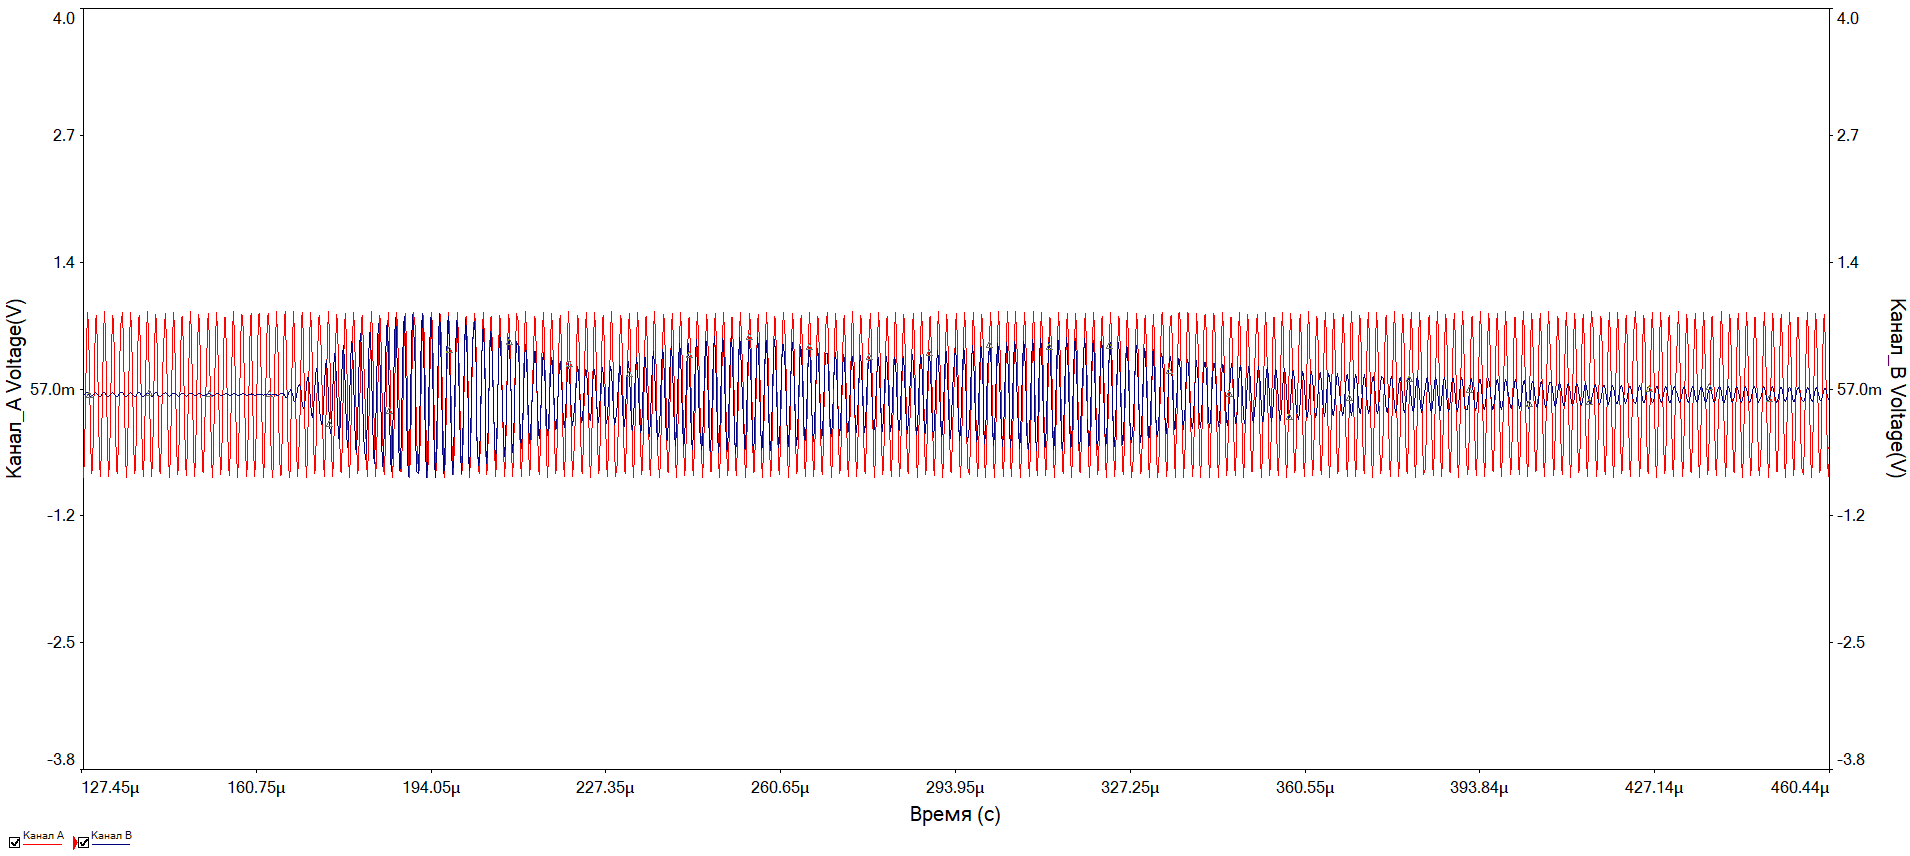 4.0
2.7
1.4
57.0m
-1.2
-2.5
-3.8
Канал_A Voltage(V)
4.0
2.7
1.4
57.0m
-1.2
-2.5
-3.8
Канал_B Voltage(V)
127.45µ 160.75µ 194.05µ 227.35µ 260.65µ 293.95µ 327.25µ 360.55µ 393.84µ 427.14µ 460.44µ
Время (с)
Канал A Канал B